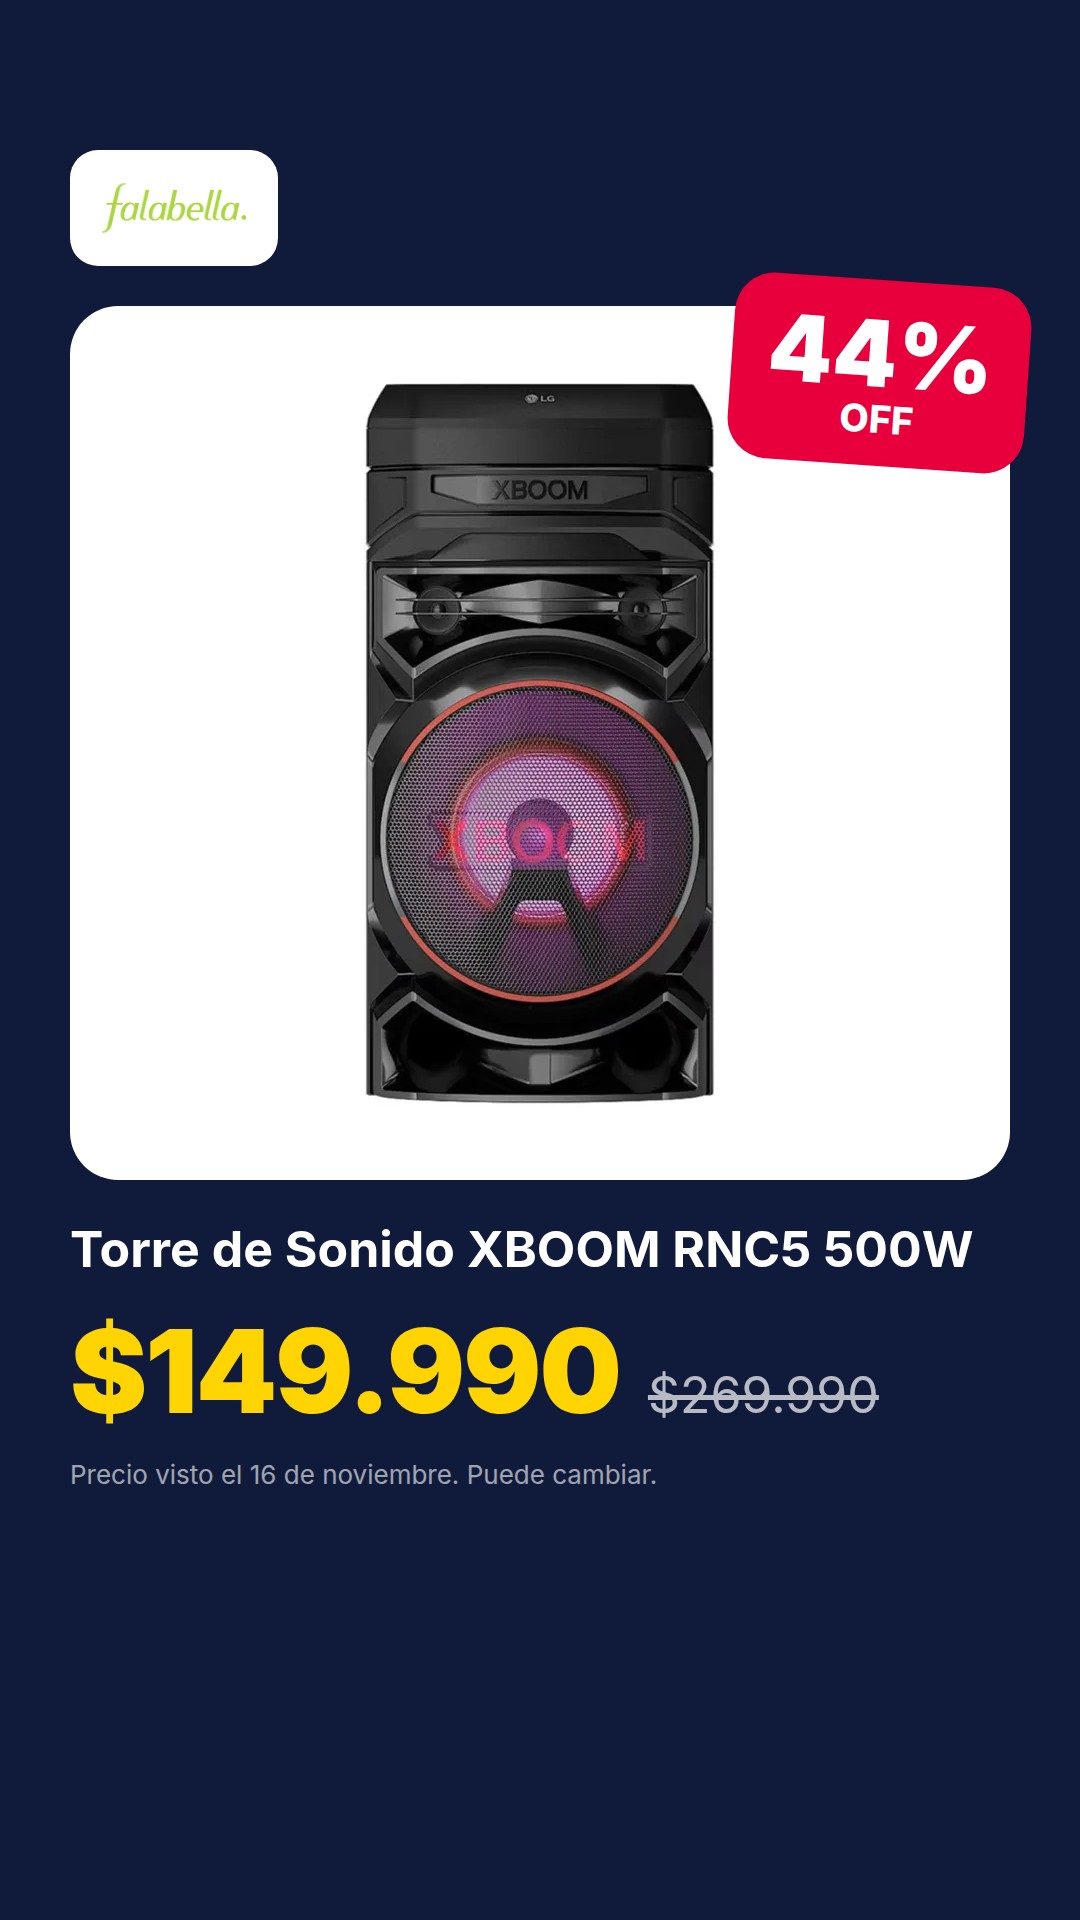 falabella.
44%
OFF
LG
XBOOM
XBOOM
Torre de Sonido XBOOM RNC5 500W
$149.990 $269.990
Precio visto el 16 de noviembre. Puede cambiar.